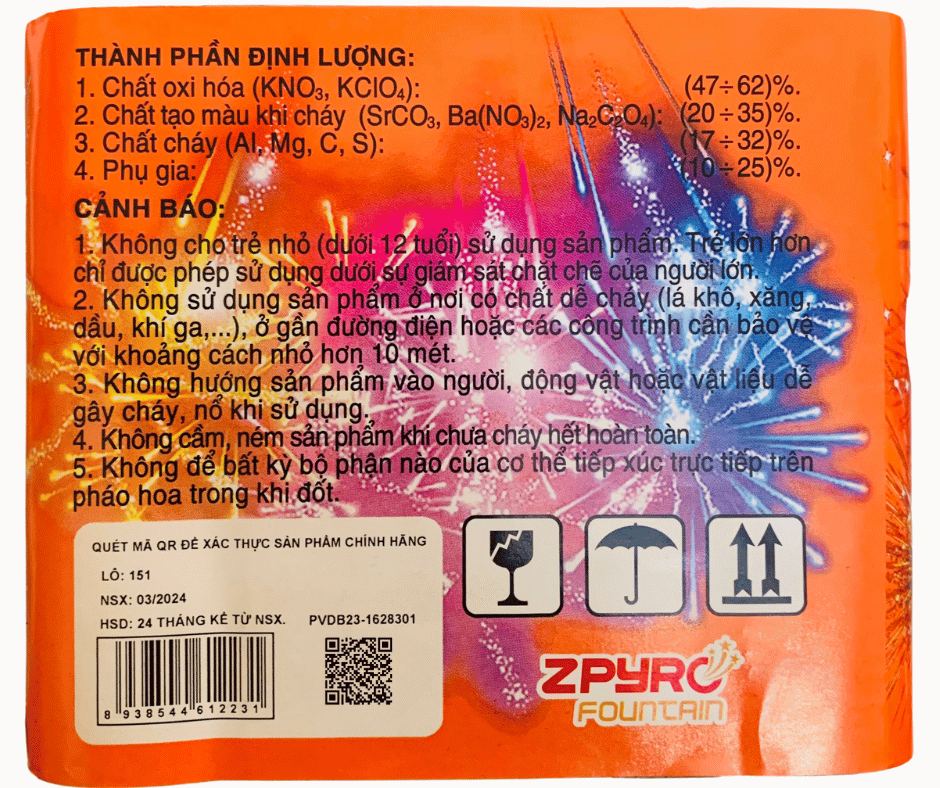 THÀNH PHẦN ĐỊNH LƯỢNG:
1. Chất oxi hóa (KNO₃, KClO₄): (47÷62)%.
2. Chất tạo màu khi cháy (SrCO₃, Ba(NO₃)₂, Na₂C₂O₄): (20÷35)%.
3. Chất cháy (Al, Mg, C, S): (17÷32)%.
4. Phụ gia: (10÷25)%.
CẢNH BÁO:
1. Không cho trẻ nhỏ (dưới 12 tuổi) sử dụng sản phẩm. Trẻ lớn hơn
chỉ được phép sử dụng dưới sự giám sát chặt chẽ của người lớn.
2. Không sử dụng sản phẩm ở nơi có chất dễ cháy (lá khô, xăng,
dầu, khí ga,...), ở gần đường điện hoặc các công trình cần bảo vệ
với khoảng cách nhỏ hơn 10 mét.
3. Không hướng sản phẩm vào người, động vật hoặc vật liệu dễ
gây cháy, nổ khi sử dụng.
4. Không cầm, ném sản phẩm khi chưa cháy hết hoàn toàn.
5. Không để bất kỳ bộ phận nào của cơ thể tiếp xúc trực tiếp trên
pháo hoa trong khi đốt.
QUÉT MÃ QR ĐỂ XÁC THỰC SẢN PHẨM CHÍNH HÃNG
LÔ: 151
NSX: 03/2024
HSD: 24 THÁNG KỂ TỪ NSX. PVDB23-1628301
8 938544 612231
ZPYRO
FOUNTAIN